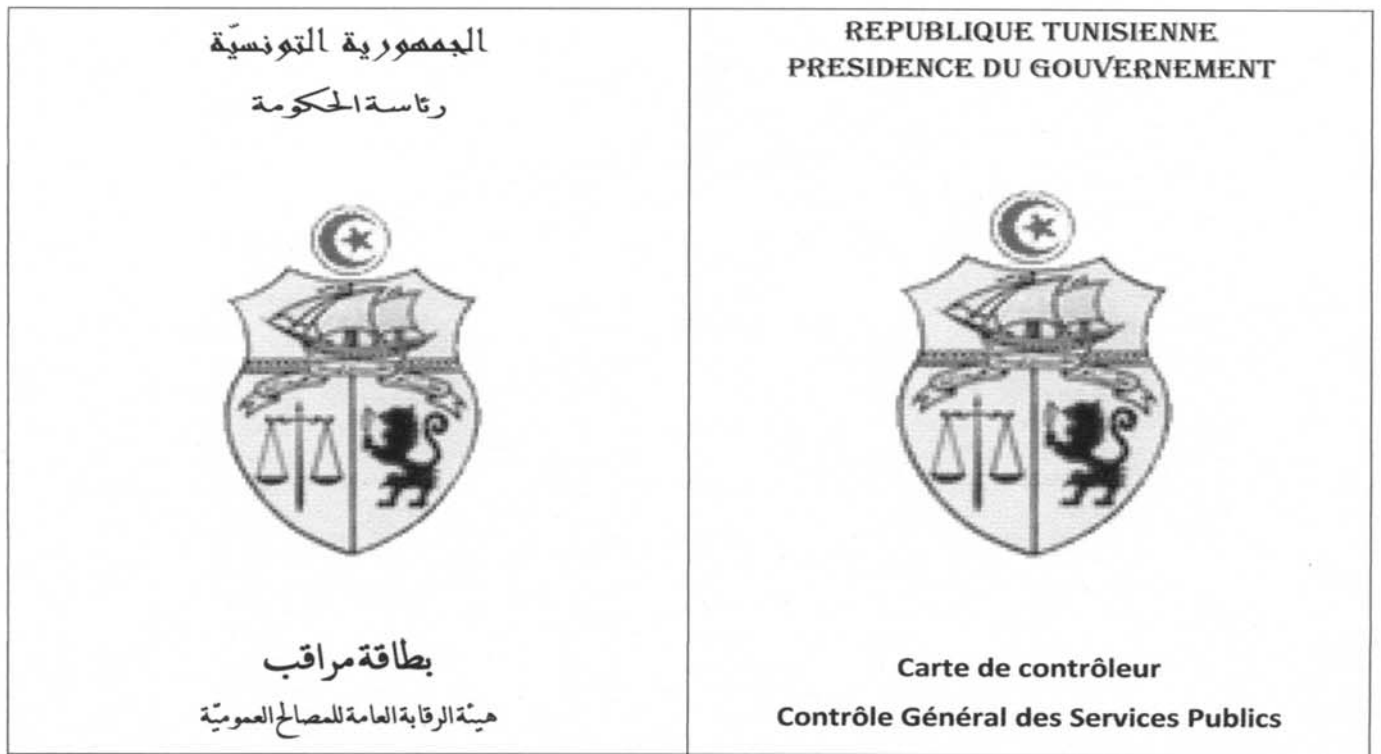 الجمهورية التونسيّة
رئاسة الحكومة
بطاقة مراقب
هيئة الرقابة العامة للمصالح العموميّة
REPUBLIQUE TUNISIENNE
PRESIDENCE DU GOUVERNEMENT
Carte de contrôleur
Contrôle Général des Services Publics